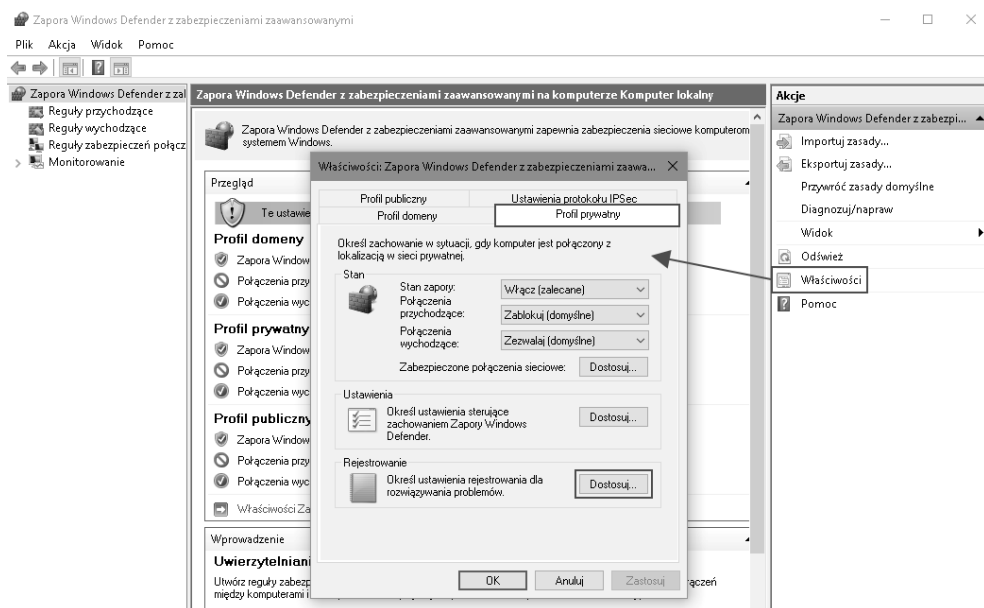 Zapora Windows Defender z zabezpieczeniami zaawansowanymi
Plik Akcja Widok Pomoc
Zapora Windows Defender z zal
Reguły przychodzące
Reguły wychodzące
Reguły zabezpieczeń połącz
Monitorowanie
Zapora Windows Defender z zabezpieczeniami zaawansowanymi na komputerze Komputer lokalny
Zapora Windows Defender z zabezpieczeniami zaawansowanymi zapewnia zabezpieczenia sieciowe komputerom
systemem Windows.
Przegląd
Te ustawie
Profil domeny
Zapora Window
Połączenia przy
Połączenia wyc
Profil prywatny
Zapora Window
Połączenia przy
Połączenia wyc
Profil publiczny
Zapora Window
Połączenia przy
Połączenia wyc
Właściwości Za
Wprowadzenie
Uwierzytelniani
Utwórz reguły zabezp
ączeń
między komputerami i
Właściwości: Zapora Windows Defender z zabezpieczeniami zaawa...
Profil publiczny
Ustawienia protokołu IPSec
Profil domeny
Profil prywatny
Określ zachowanie w sytuacji, gdy komputer jest połączony z
lokalizacją w sieci prywatnej.
Stan
Stan zapory:
Włącz (zalecane)
Połączenia
przychodzące:
Zablokuj (domyślne)
Połączenia
wychodzące:
Zezwalaj (domyślne)
Zabezpieczone połączenia sieciowe:
Dostosuj...
Ustawienia
Określ ustawienia sterujące
zachowaniem Zapory Windows
Defender.
Dostosuj...
Rejestrowanie
Określ ustawienia rejestrowania dla
rozwiązywania problemów.
Dostosuj...
OK
Anuluj
Zastosuj
Akcje
Zapora Windows Defender z zabezpi...
Importuj zasady...
Eksportuj zasady...
Przywróć zasady domyślne
Diagnozuj/napraw
Widok
Odśwież
Właściwości
Pomoc